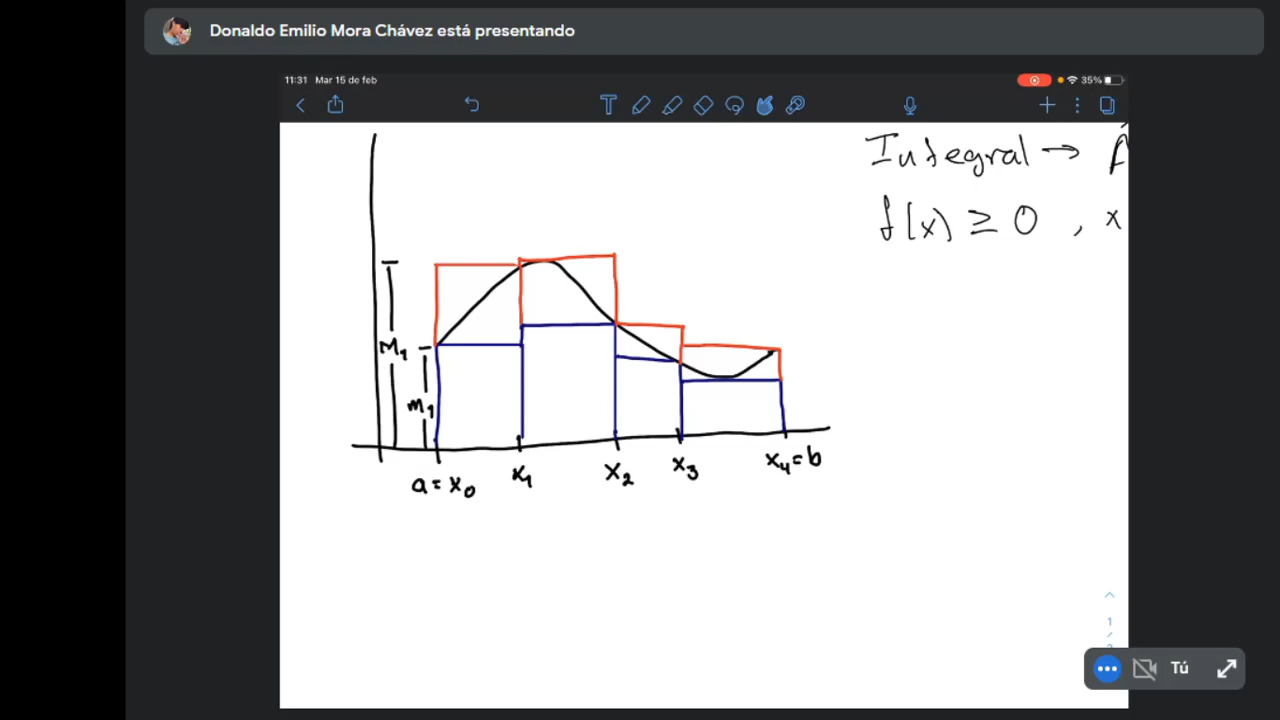 Donaldo Emilio Mora Chávez está presentando
11:31 Mar 15 de feb
35%
Integral →
f(x) ≥ 0 , x
M₁
m₁
a = x₀
x₁
x₂
x₃
x₄ = b
1
Tú